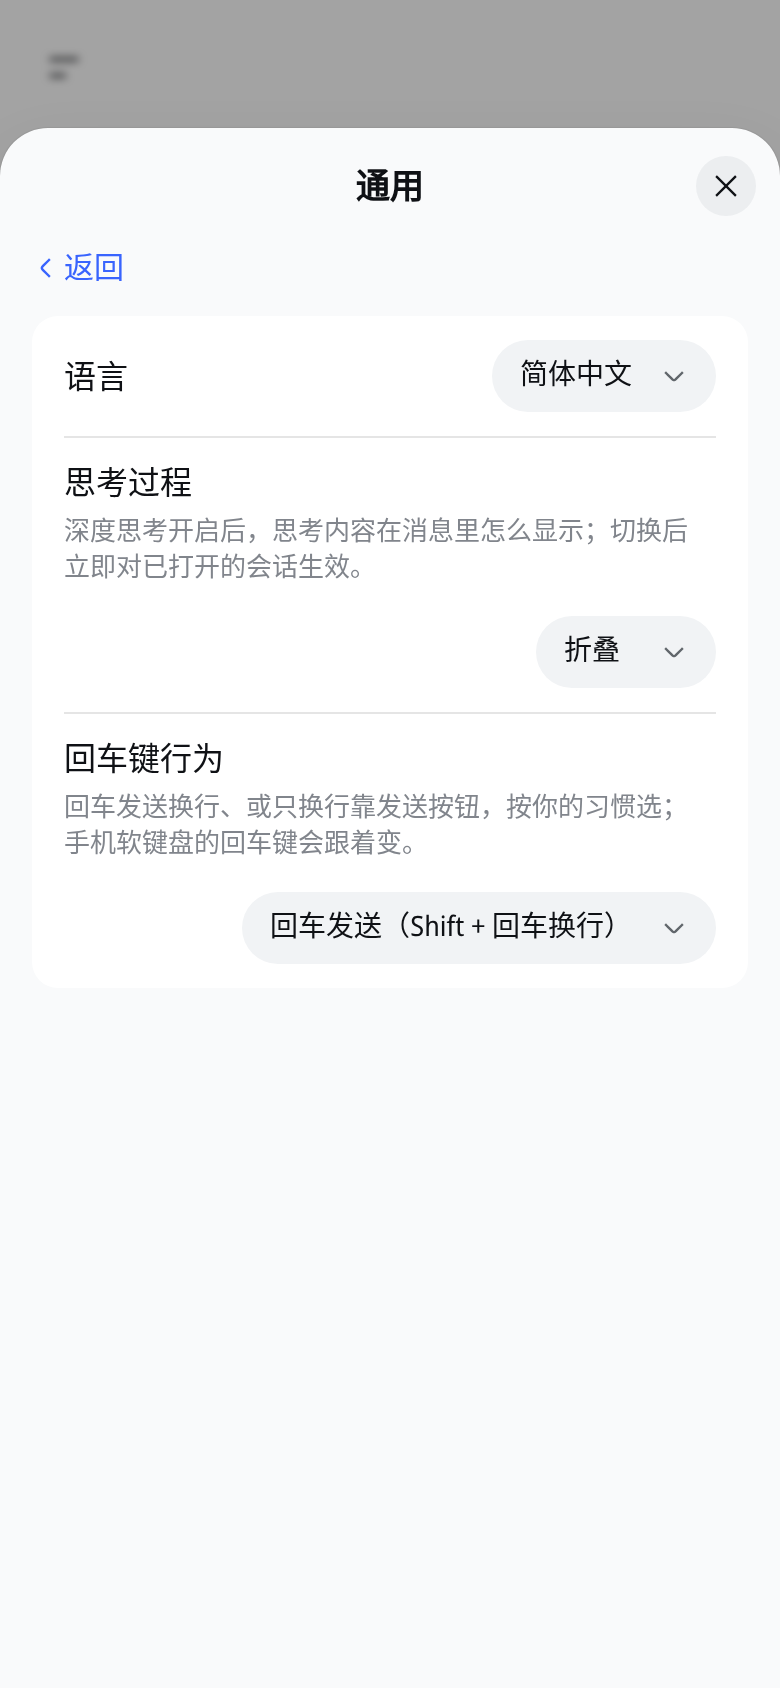 通用
返回
语言
简体中文
思考过程
深度思考开启后，思考内容在消息里怎么显示；切换后
立即对已打开的会话生效。
折叠
回车键行为
回车发送换行、或只换行靠发送按钮，按你的习惯选；
手机软键盘的回车键会跟着变。
回车发送（Shift + 回车换行）